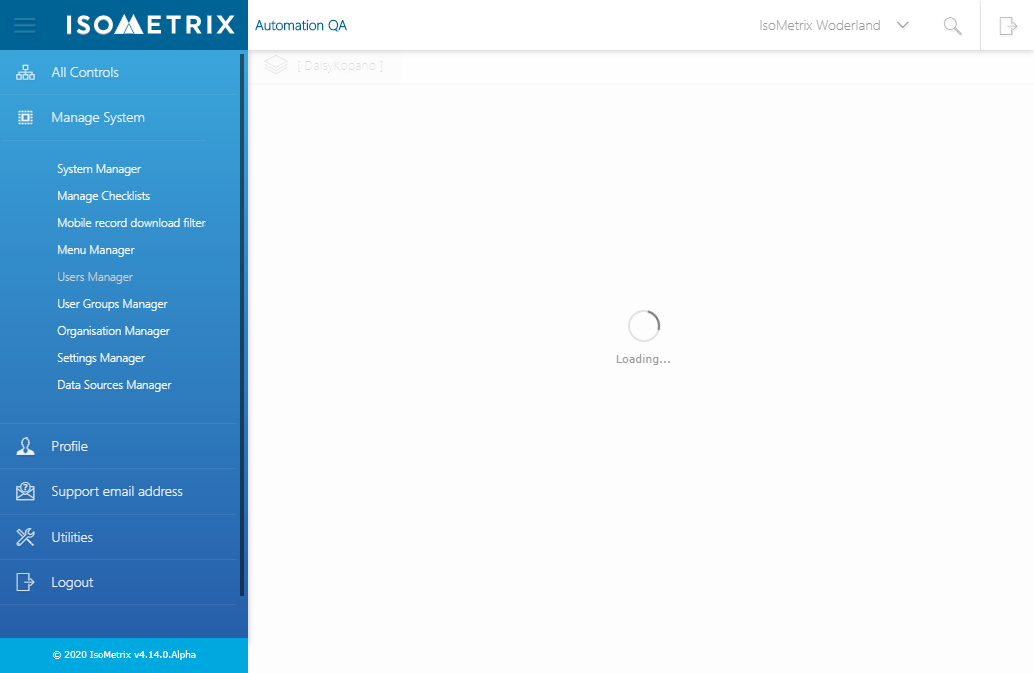 ISOMETRIX
Automation QA
IsoMetrix Woderland
[ DaisyKopano ]
All Controls
Manage System
System Manager
Manage Checklists
Mobile record download filter
Menu Manager
Users Manager
User Groups Manager
Organisation Manager
Settings Manager
Data Sources Manager
Profile
Support email address
Utilities
Logout
© 2020 IsoMetrix v4.14.0.Alpha
Loading...